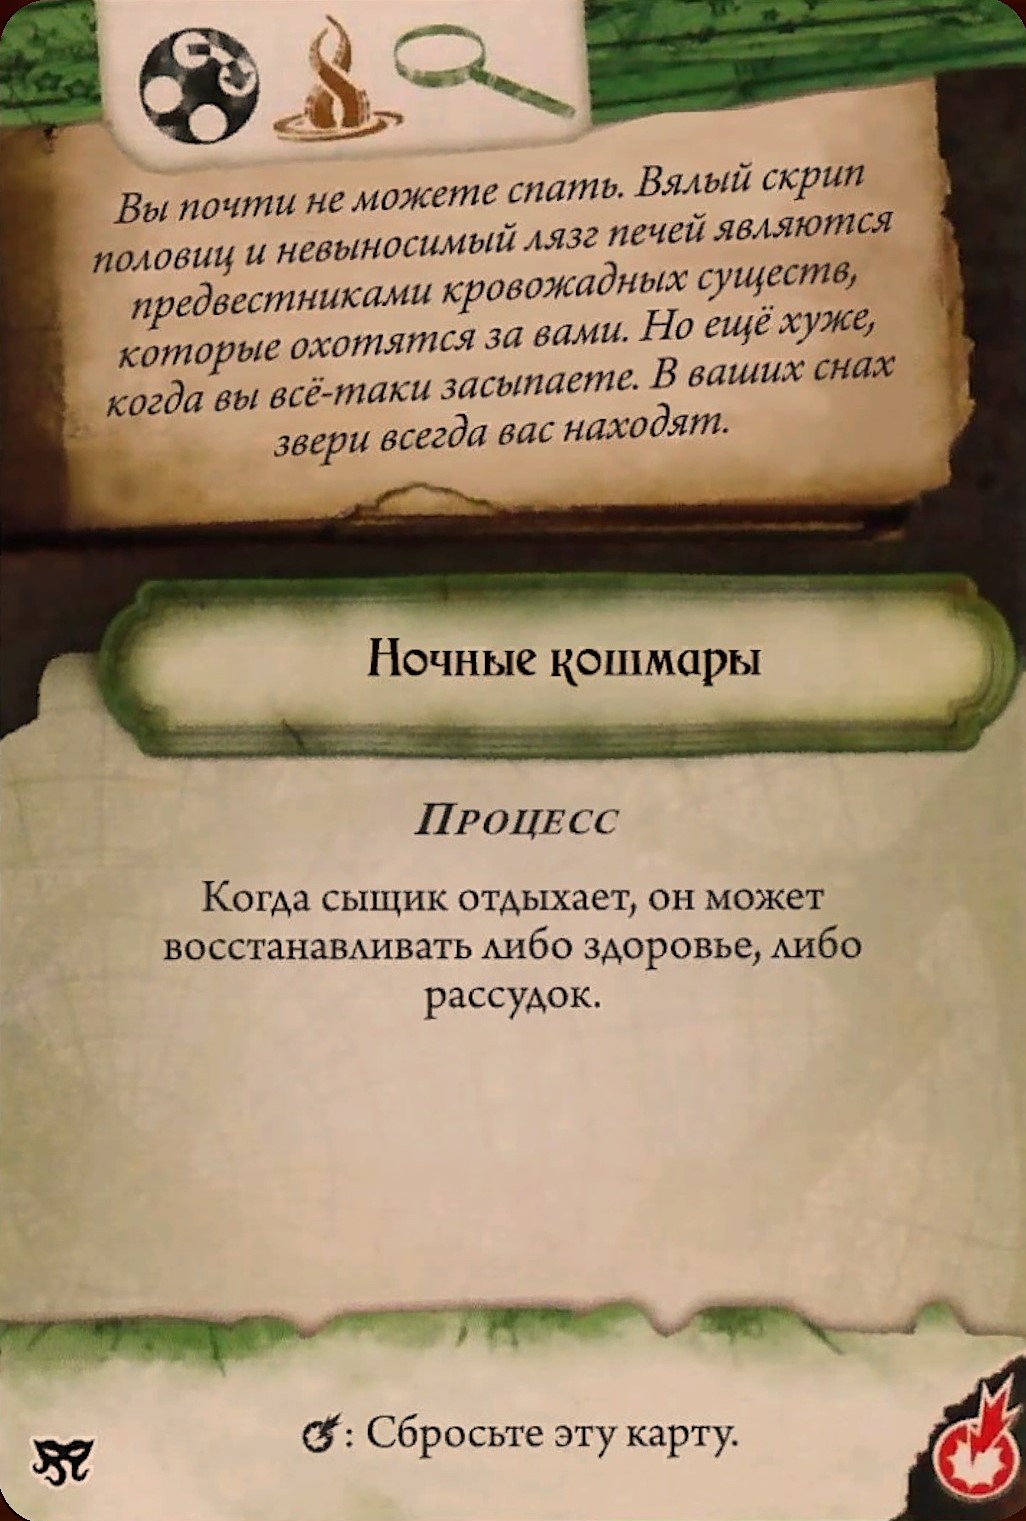 Вы почти не можете спать. Вялый скрип
половиц и невыносимый лязг печей являются
предвестниками кровожадных существ,
которые охотятся за вами. Но ещё хуже,
когда вы всё-таки засыпаете. В ваших снах
звери всегда вас находят.
Ночные кошмары
Процесс
Когда сыщик отдыхает, он может
восстанавливать либо здоровье, либо
рассудок.
: Сбросьте эту карту.